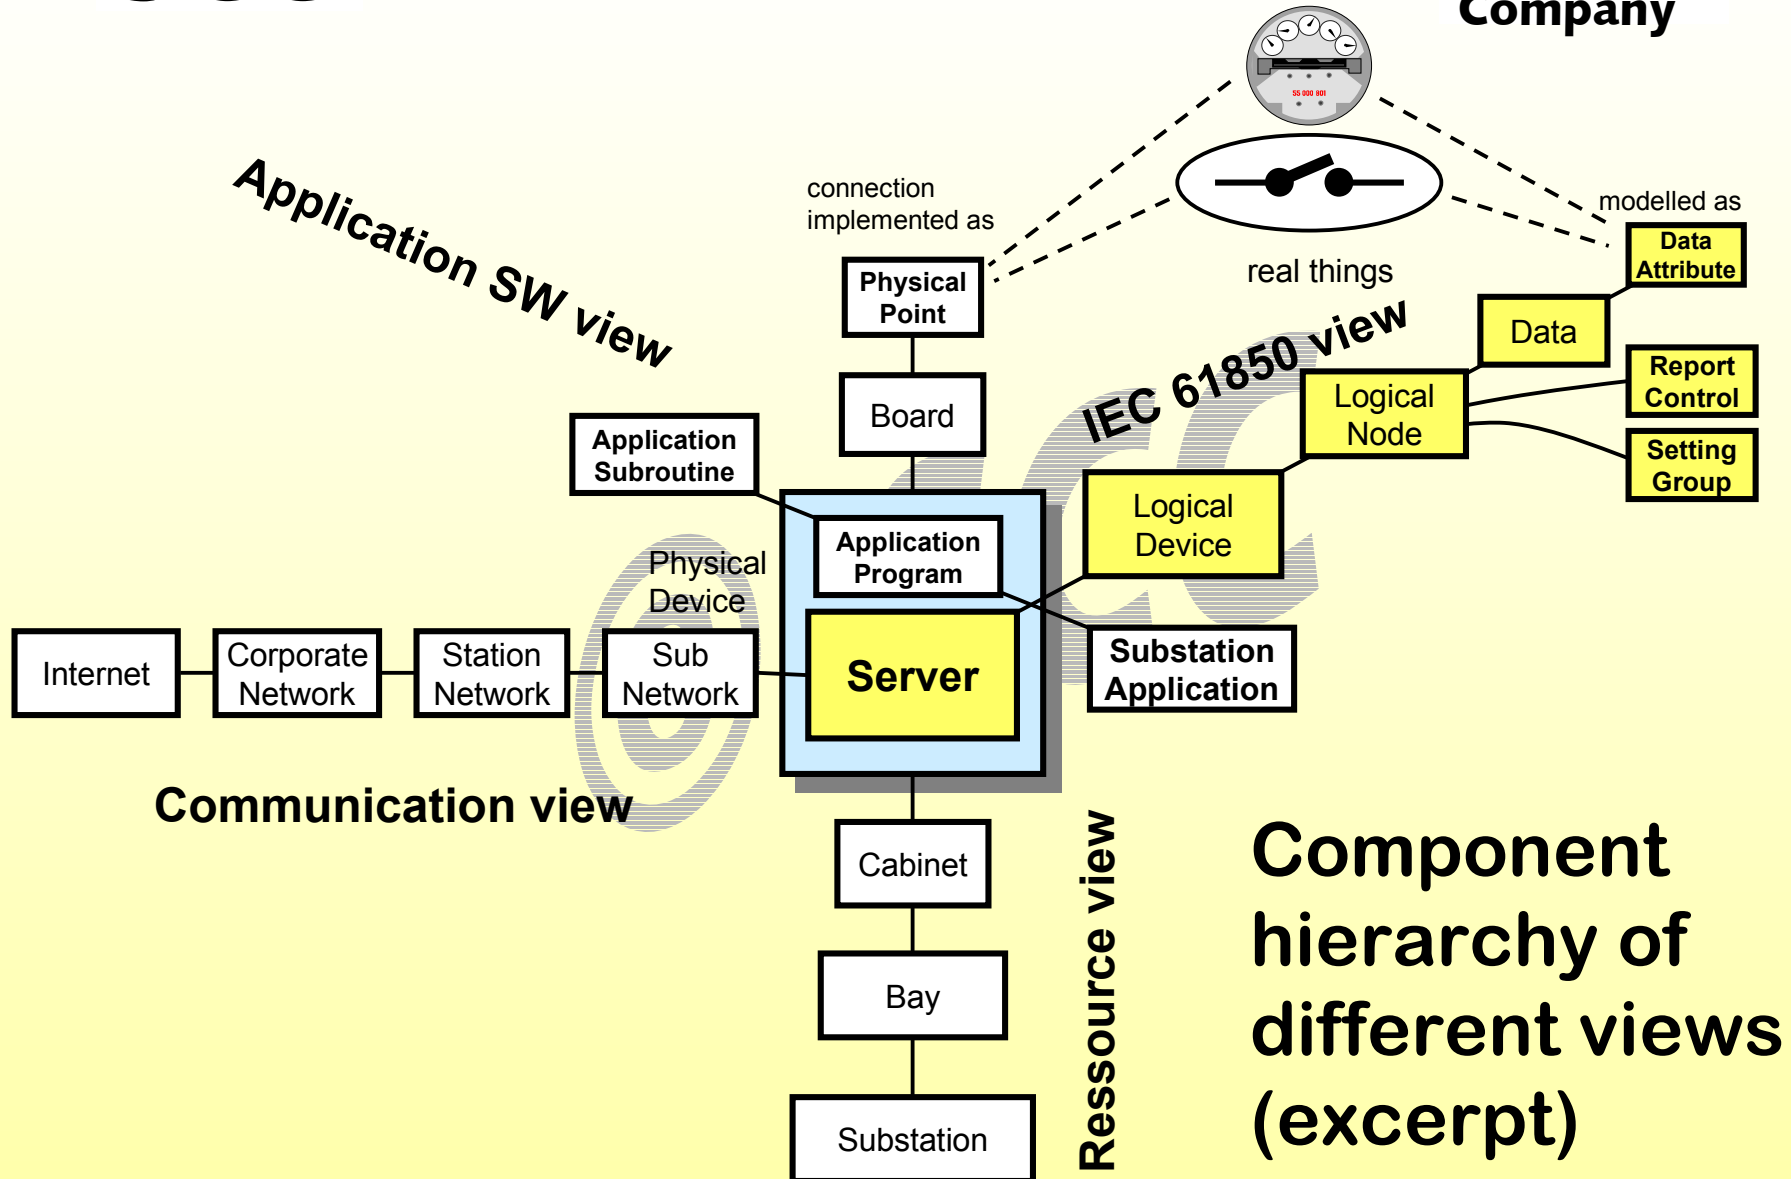 Company
55 000 801
Application SW view
connection
implemented as
modelled as
real things
Physical
Point
Data
Attribute
IEC 61850 view
Data
Board
Report
Control
Logical
Node
Application
Subroutine
Setting
Group
Logical
Device
Application
Program
Physical
Device
Internet
Corporate
Network
Station
Network
Sub
Network
Server
Substation
Application
Communication view
Cabinet
Bay
Substation
Ressource view
Component
hierarchy of
different views
(excerpt)